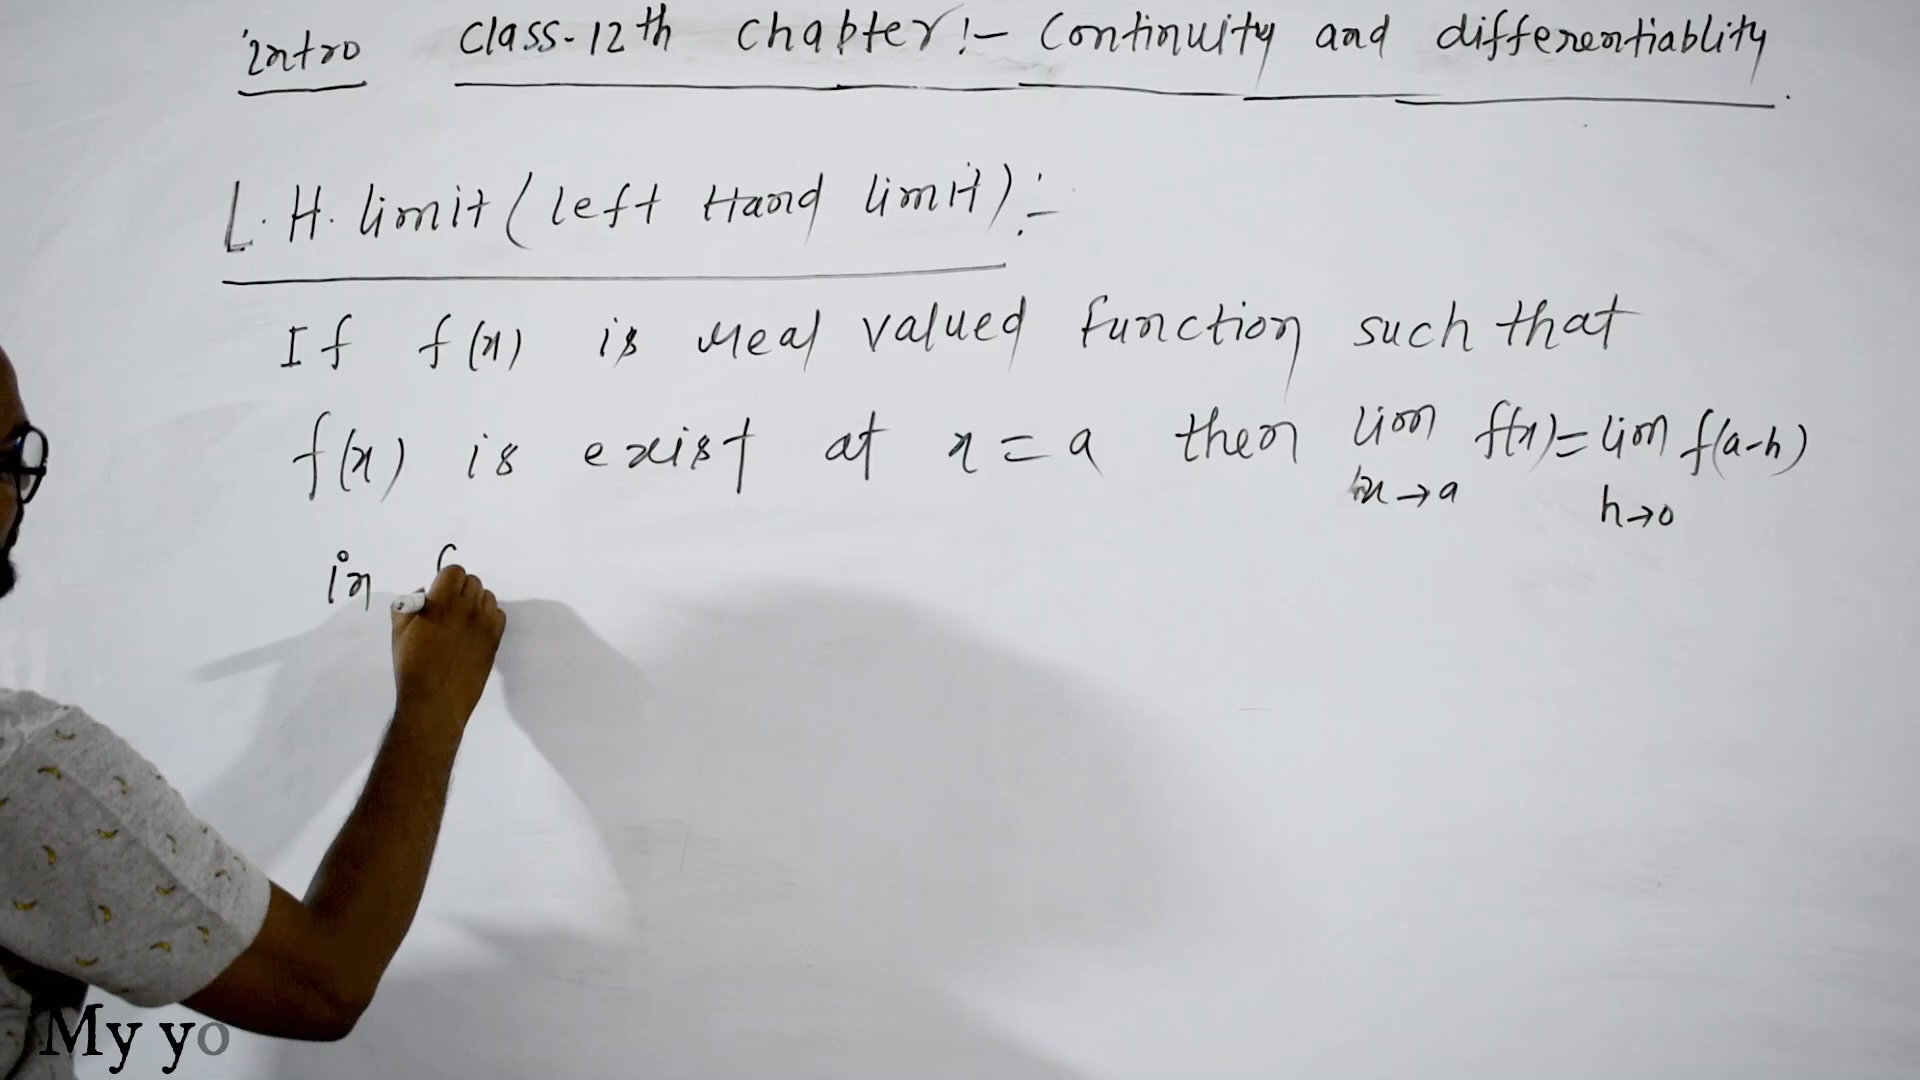 Intro Class-12th Chapter:- Continuity and differentiablity.
L.H. limit (left Hand limit):-
If f(x) is real valued function such that
f(x) is exist at x = a then lim f(x) = lim f(a-h)
x→a h→0
in
My yo